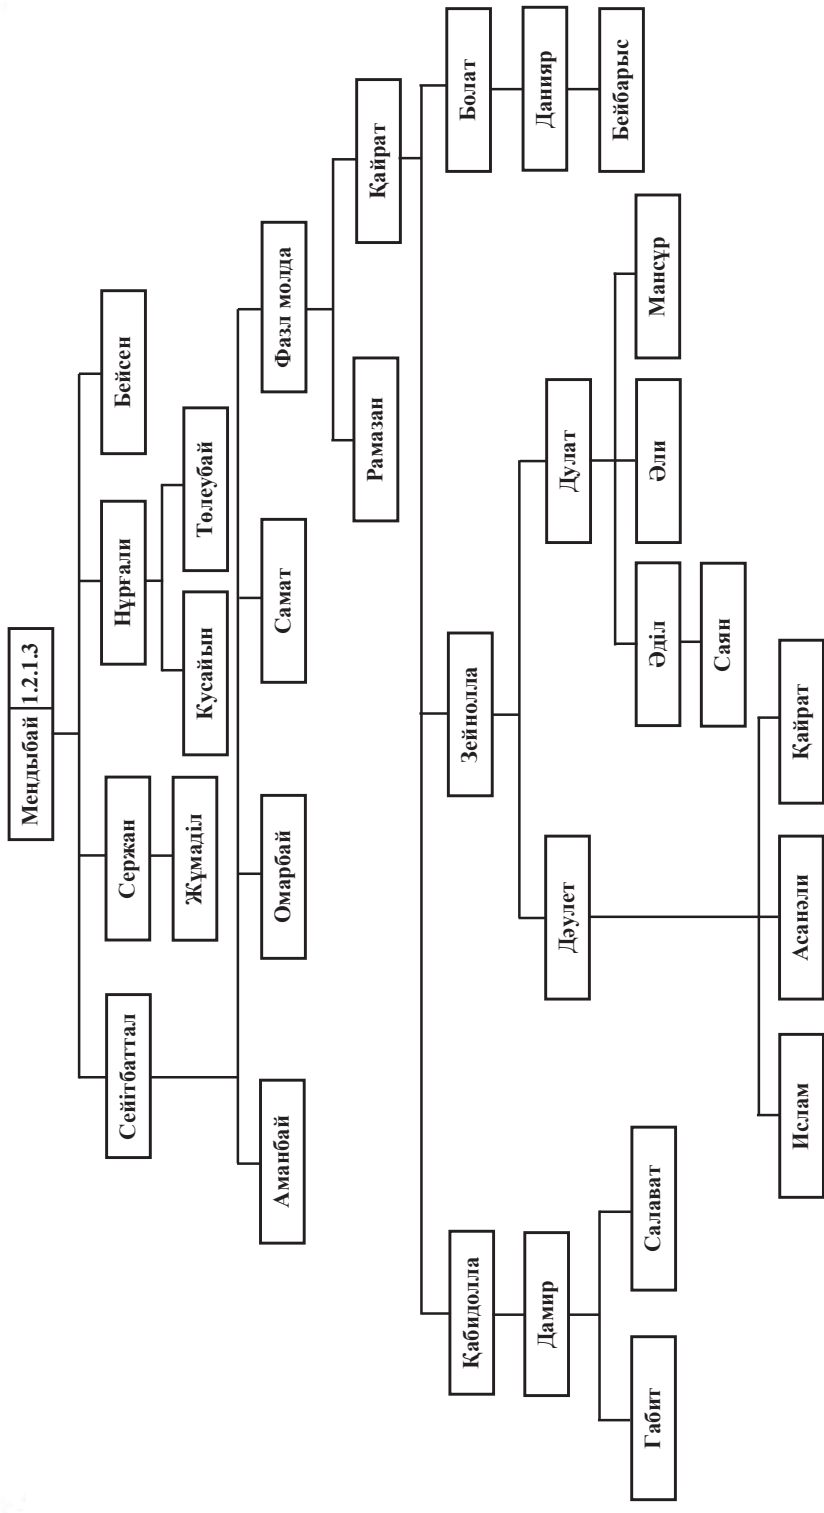 Меңдыбай 1.2.1.3
Сейітбаттал
Сержан
Нұрғали
Бейсен
Жұмаділ
Кусайын
Төлеубай
Аманбай
Омарбай
Самат
Фазл молда
Рамазан
Қайрат
Қабидолла
Зейнолла
Болат
Дамир
Дәулет
Дулат
Данияр
Габит
Салават
Әділ
Әли
Мансұр
Бейбарыс
Саян
Ислам
Асанәли
Қайрат